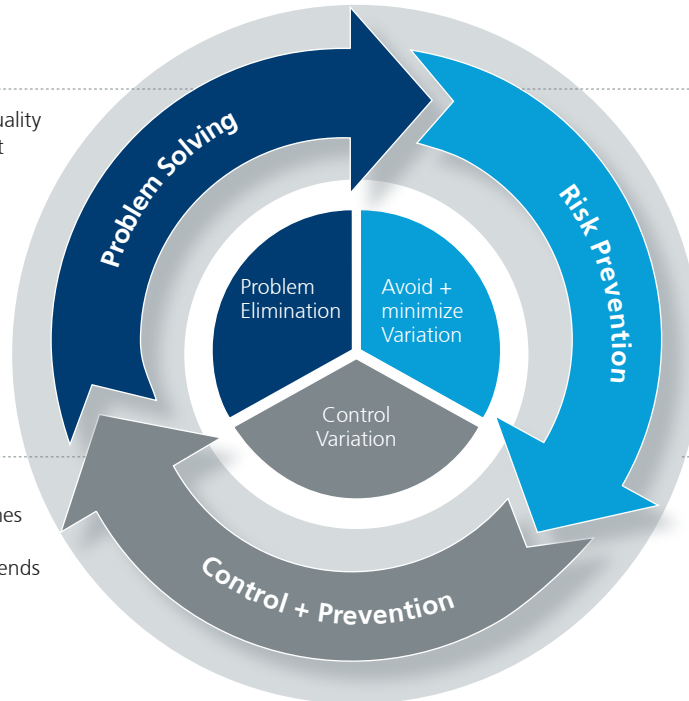 Problem Solving
Risk Prevention
Problem
Elimination
Avoid +
minimize
Variation
Control
Variation
Control + Prevention